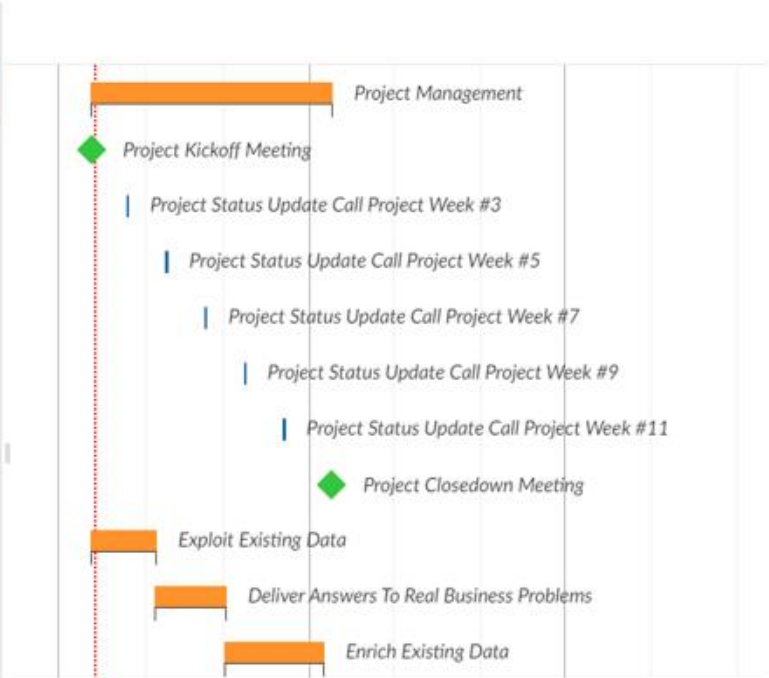 Project Management
Project Kickoff Meeting
Project Status Update Call Project Week #3
Project Status Update Call Project Week #5
Project Status Update Call Project Week #7
Project Status Update Call Project Week #9
Project Status Update Call Project Week #11
Project Closedown Meeting
Exploit Existing Data
Deliver Answers To Real Business Problems
Enrich Existing Data